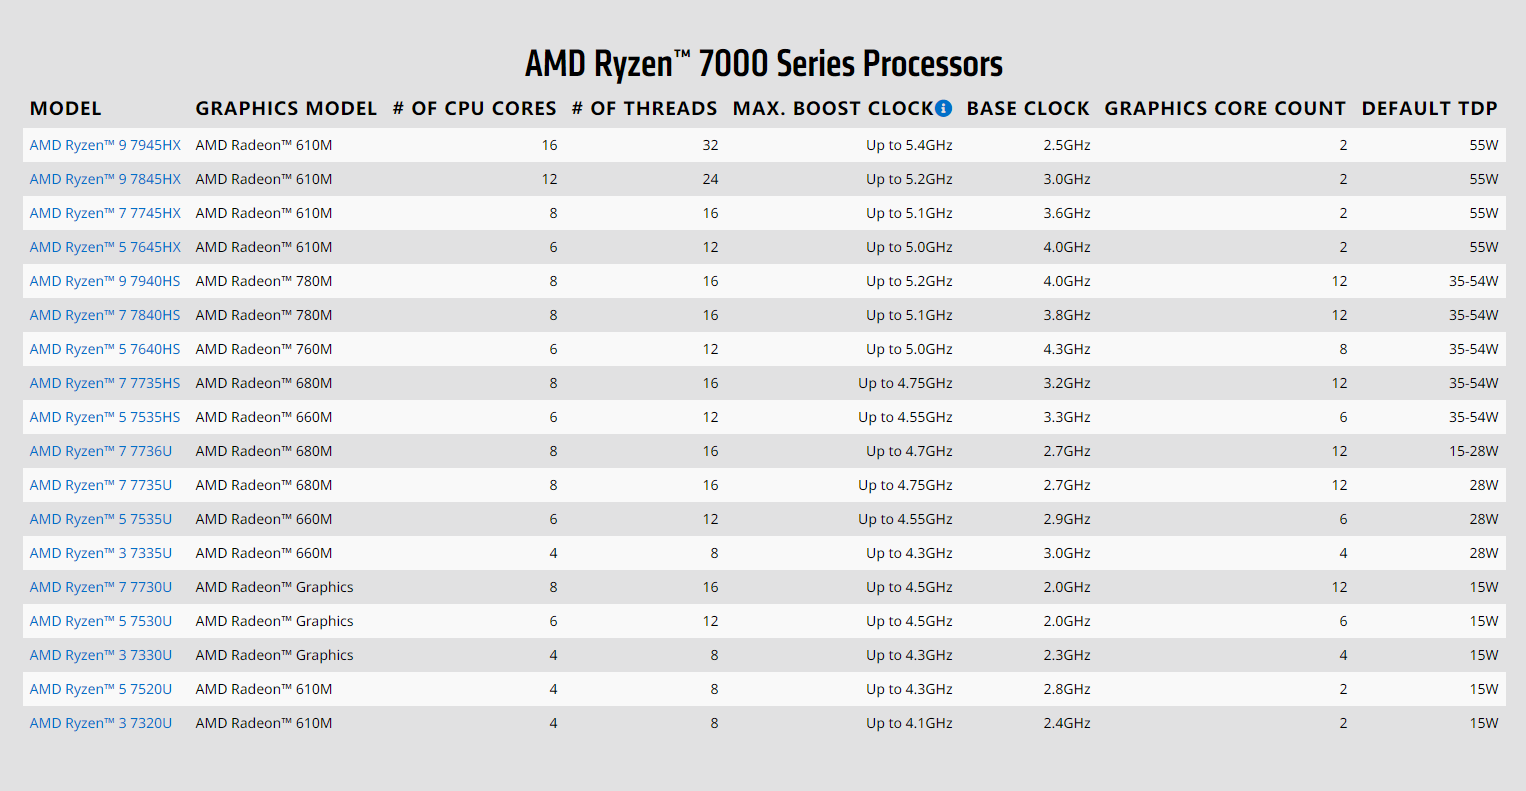 AMD Ryzen™ 7000 Series Processors
MODEL GRAPHICS MODEL # OF CPU CORES # OF THREADS MAX. BOOST CLOCK BASE CLOCK GRAPHICS CORE COUNT DEFAULT TDP
AMD Ryzen™ 9 7945HX AMD Radeon™ 610M 16 32 Up to 5.4GHz 2.5GHz 2 55W
AMD Ryzen™ 9 7845HX AMD Radeon™ 610M 12 24 Up to 5.2GHz 3.0GHz 2 55W
AMD Ryzen™ 7 7745HX AMD Radeon™ 610M 8 16 Up to 5.1GHz 3.6GHz 2 55W
AMD Ryzen™ 5 7645HX AMD Radeon™ 610M 6 12 Up to 5.0GHz 4.0GHz 2 55W
AMD Ryzen™ 9 7940HS AMD Radeon™ 780M 8 16 Up to 5.2GHz 4.0GHz 12 35-54W
AMD Ryzen™ 7 7840HS AMD Radeon™ 780M 8 16 Up to 5.1GHz 3.8GHz 12 35-54W
AMD Ryzen™ 5 7640HS AMD Radeon™ 760M 6 12 Up to 5.0GHz 4.3GHz 8 35-54W
AMD Ryzen™ 7 7735HS AMD Radeon™ 680M 8 16 Up to 4.75GHz 3.2GHz 12 35-54W
AMD Ryzen™ 5 7535HS AMD Radeon™ 660M 6 12 Up to 4.55GHz 3.3GHz 6 35-54W
AMD Ryzen™ 7 7736U AMD Radeon™ 680M 8 16 Up to 4.7GHz 2.7GHz 12 15-28W
AMD Ryzen™ 7 7735U AMD Radeon™ 680M 8 16 Up to 4.75GHz 2.7GHz 12 28W
AMD Ryzen™ 5 7535U AMD Radeon™ 660M 6 12 Up to 4.55GHz 2.9GHz 6 28W
AMD Ryzen™ 3 7335U AMD Radeon™ 660M 4 8 Up to 4.3GHz 3.0GHz 4 28W
AMD Ryzen™ 7 7730U AMD Radeon™ Graphics 8 16 Up to 4.5GHz 2.0GHz 12 15W
AMD Ryzen™ 5 7530U AMD Radeon™ Graphics 6 12 Up to 4.5GHz 2.0GHz 6 15W
AMD Ryzen™ 3 7330U AMD Radeon™ Graphics 4 8 Up to 4.3GHz 2.3GHz 4 15W
AMD Ryzen™ 5 7520U AMD Radeon™ 610M 4 8 Up to 4.3GHz 2.8GHz 2 15W
AMD Ryzen™ 3 7320U AMD Radeon™ 610M 4 8 Up to 4.1GHz 2.4GHz 2 15W